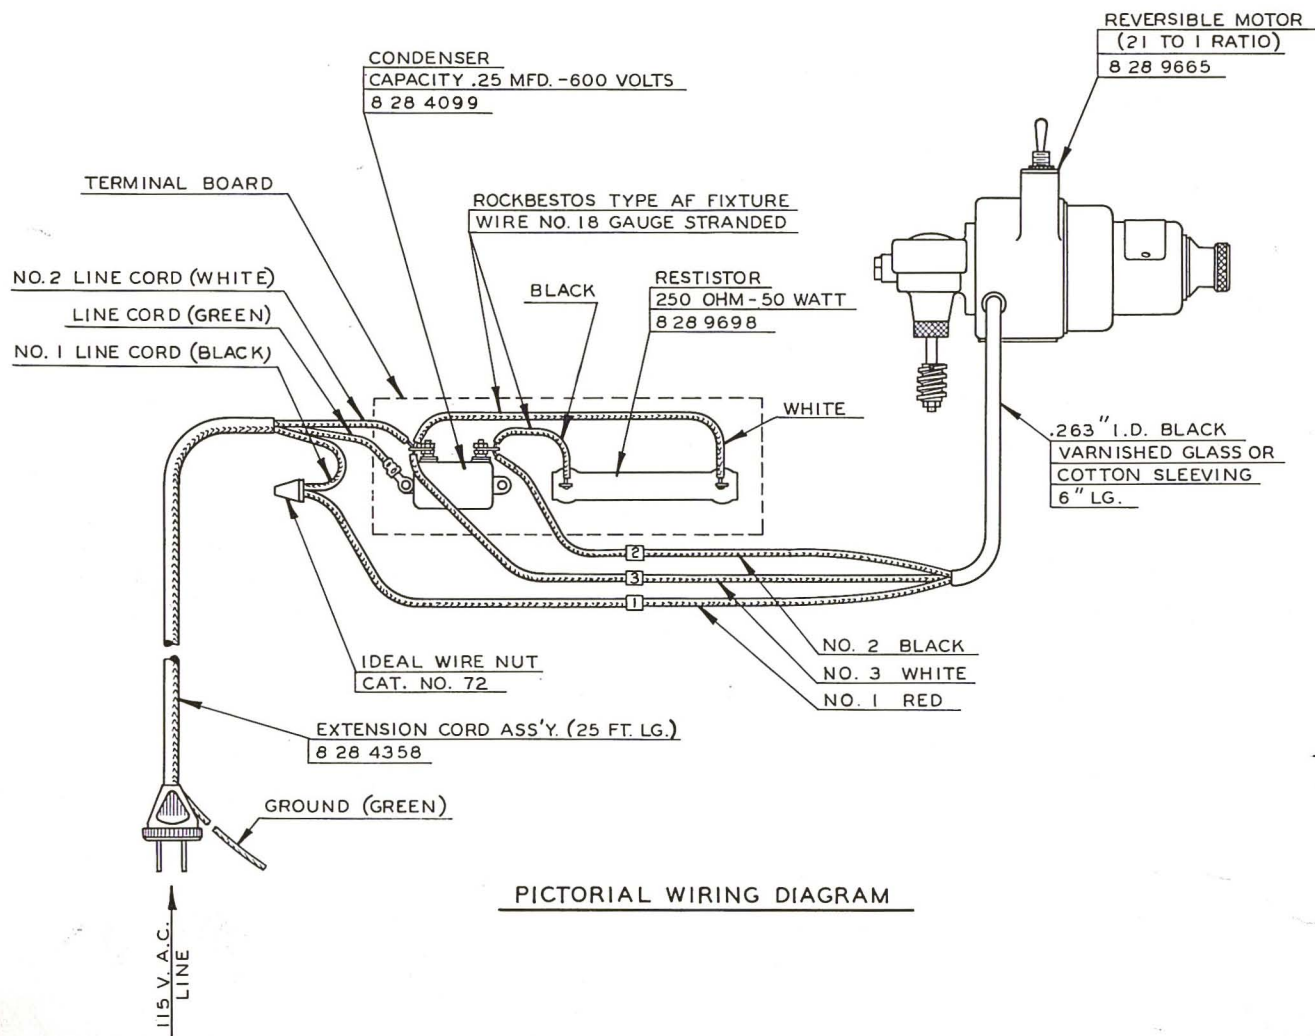 REVERSIBLE MOTOR
(21 TO 1 RATIO)
8 28 9665
CONDENSER
CAPACITY .25 MFD. -600 VOLTS
8 28 4099
TERMINAL BOARD
ROCKBESTOS TYPE AF FIXTURE
WIRE NO. 18 GAUGE STRANDED
NO. 2 LINE CORD (WHITE)
LINE CORD (GREEN)
NO. 1 LINE CORD (BLACK)
BLACK
RESTISTOR
250 OHM - 50 WATT
8 28 9698
WHITE
.263" I.D. BLACK
VARNISHED GLASS OR
COTTON SLEEVING
6" LG.
2
3
1
NO. 2 BLACK
NO. 3 WHITE
NO. 1 RED
IDEAL WIRE NUT
CAT. NO. 72
EXTENSION CORD ASS'Y. (25 FT. LG.)
8 28 4358
GROUND (GREEN)
PICTORIAL WIRING DIAGRAM
115 V. A.C.
LINE